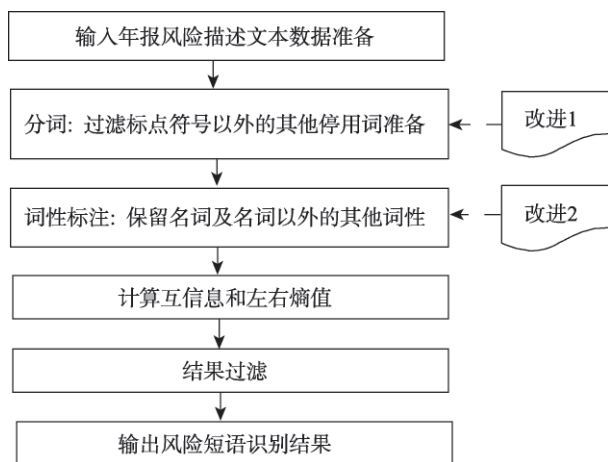 输入年报风险描述文本数据准备
分词: 过滤标点符号以外的其他停用词准备
改进1
词性标注: 保留名词及名词以外的其他词性
改进2
计算互信息和左右熵值
结果过滤
输出风险短语识别结果